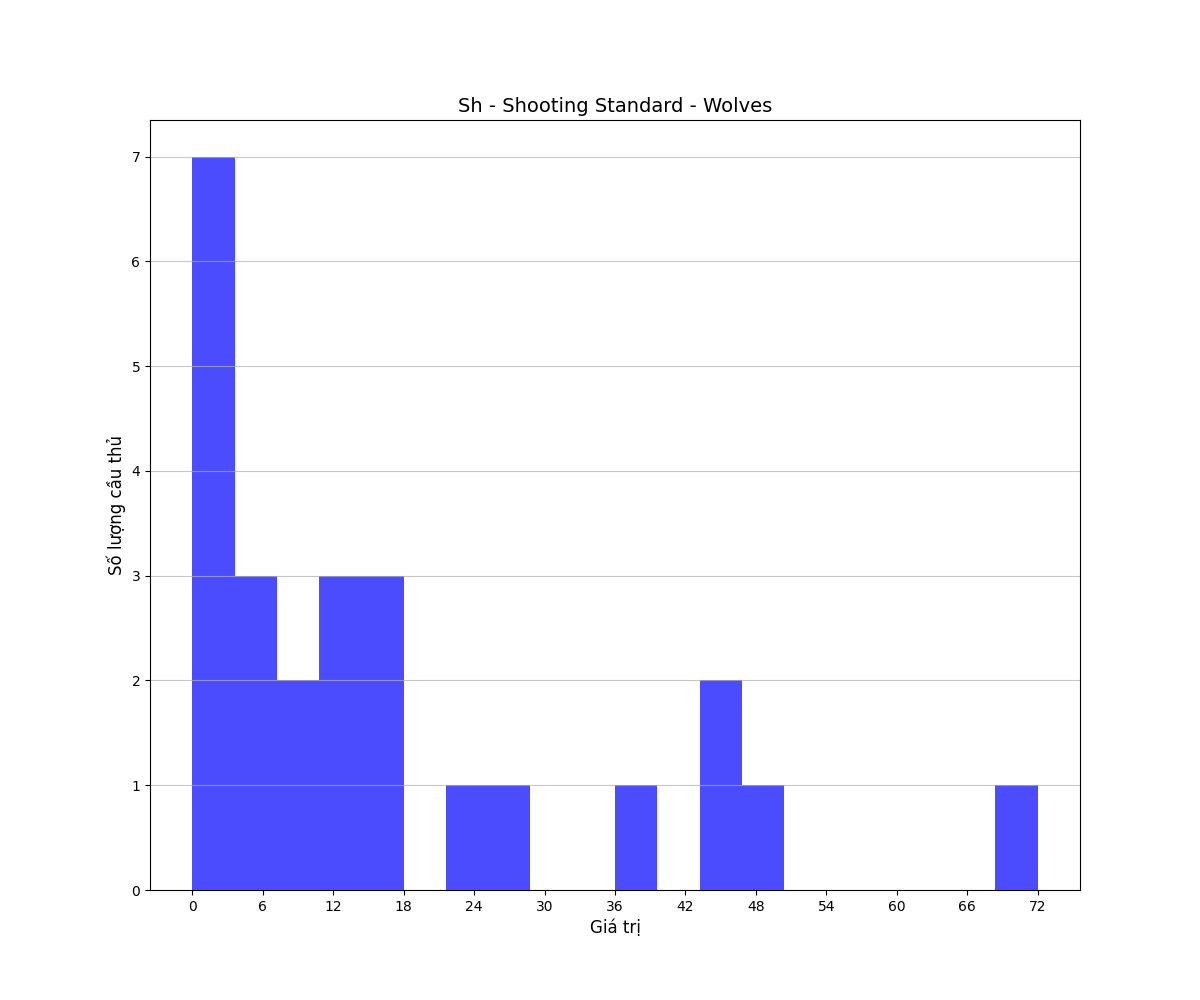 Sh - Shooting Standard - Wolves
Số lượng cầu thủ
7
6
5
4
3
2
1
0
0 6 12 18 24 30 36 42 48 54 60 66 72
Giá trị